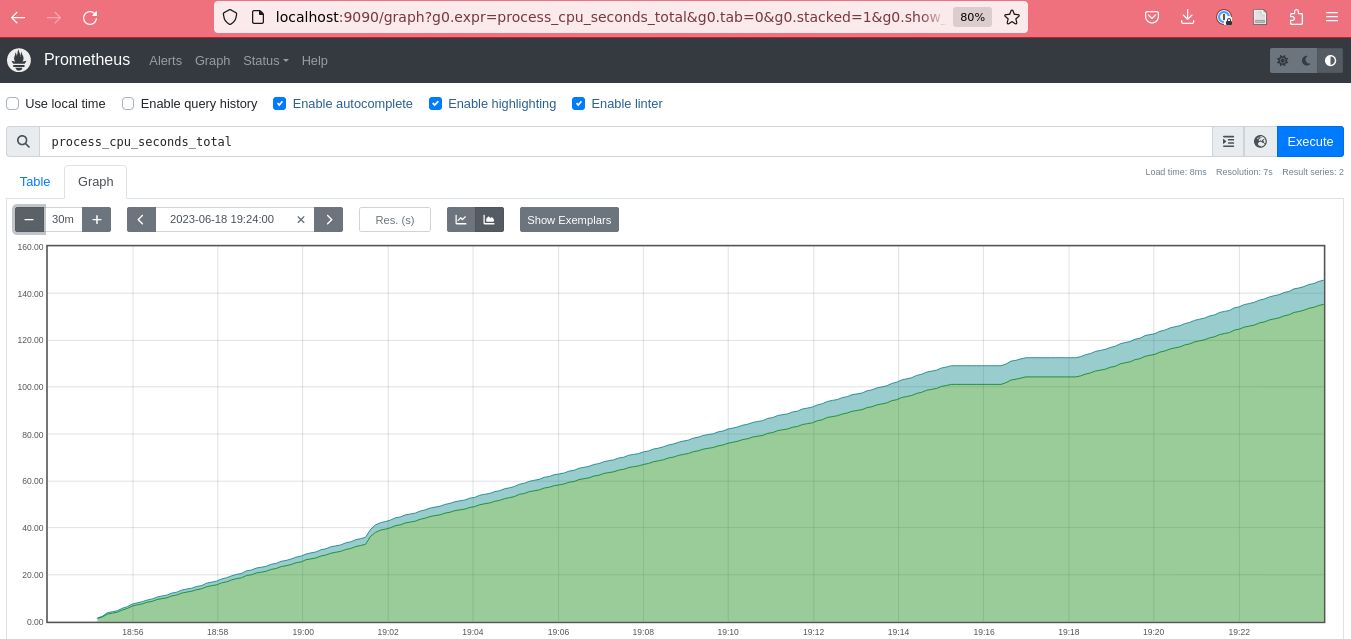 localhost:9090/graph?g0.expr=process_cpu_seconds_total&g0.tab=0&g0.stacked=1&g0.show_ 80%
Prometheus Alerts Graph Status Help
Use local time Enable query history Enable autocomplete Enable highlighting Enable linter
process_cpu_seconds_total Execute
Table Graph Load time: 8ms Resolution: 7s Result series: 2
30m 2023-06-18 19:24:00 Res. (s) Show Exemplars
160.00
140.00
120.00
100.00
80.00
60.00
40.00
20.00
0.00
18:56 18:58 19:00 19:02 19:04 19:06 19:08 19:10 19:12 19:14 19:16 19:18 19:20 19:22